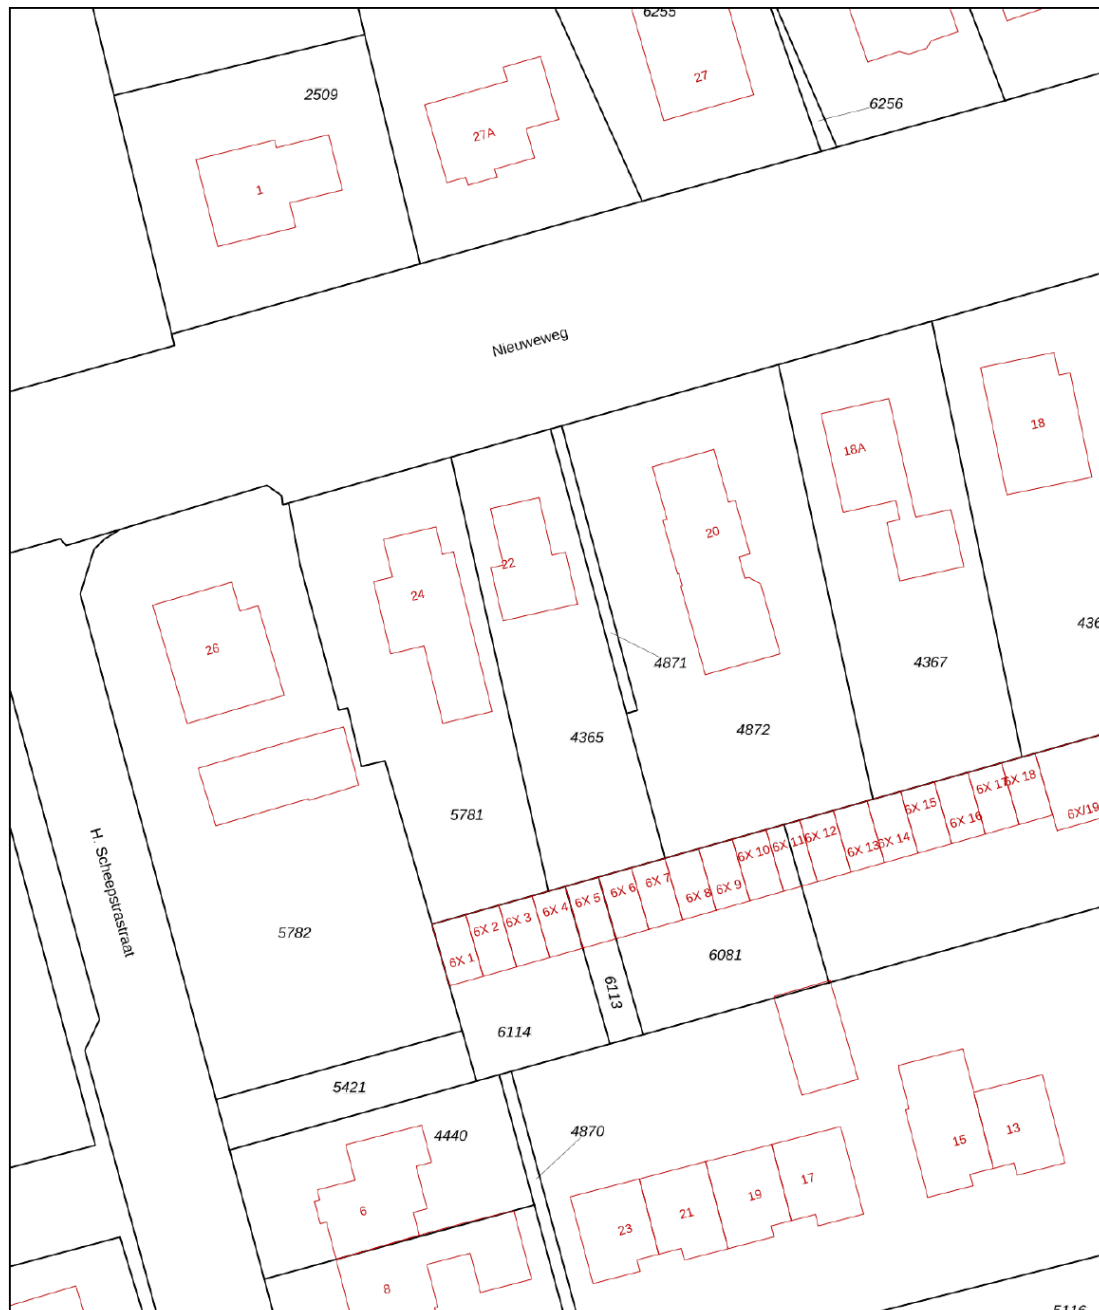 6255
27
2509
6256
27A
1
Nieuweweg
18
18A
20
22
24
26
4871
4367
4872
4365
5781
5782
H. Scheepstrastraat
6X 1
6X 2
6X 3
6X 4
6X 5
6X 6
6X 7
6X 8
6X 9
6X 10
6X 11
6X 12
6X 13
6X 14
6X 15
6X 16
6X 17
6X 18
6X/19
6081
6113
6114
5421
4440
4870
15
13
6
23
21
19
17
8
5116